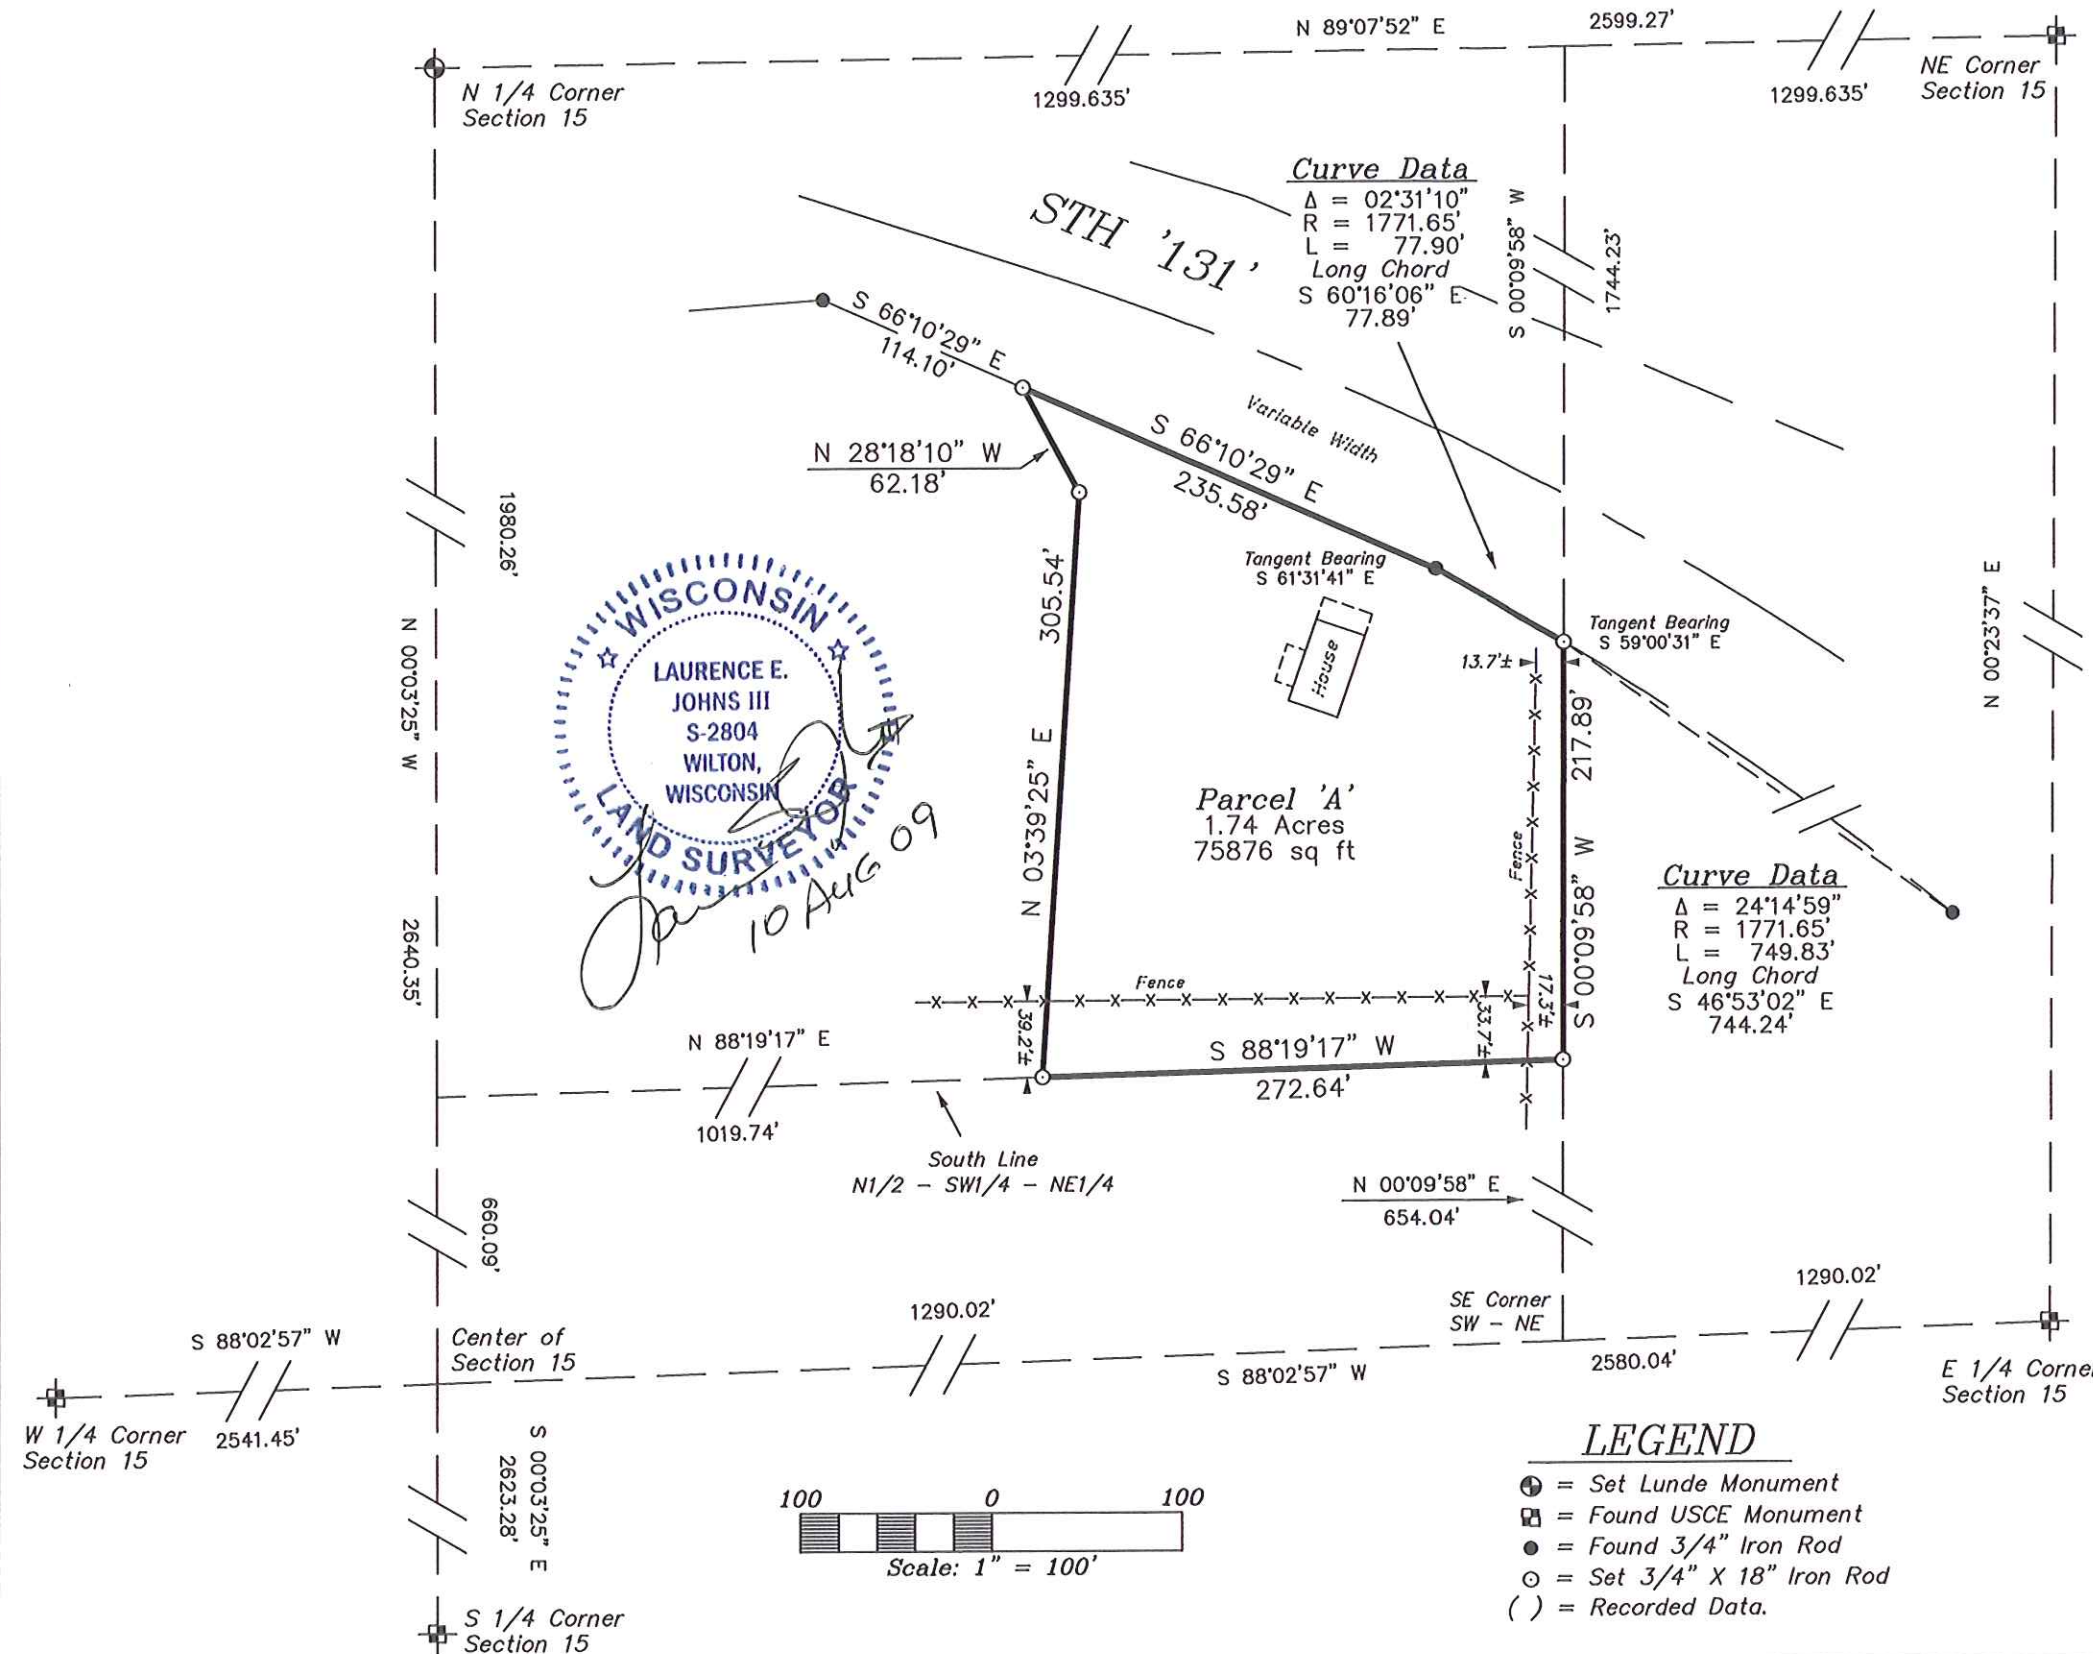 N 89°07'52" E
2599.27'
N 1/4 Corner
Section 15
1299.635'
1299.635'
NE Corner
Section 15
Curve Data
Δ = 02°31'10"
R = 1771.65'
L = 77.90'
Long Chord
S 60°16'06" E
77.89'
STH '131'
S 00°09'58" W
1744.23'
S 66°10'29" E
114.10'
Variable Width
N 28°18'10" W
62.18'
S 66°10'29" E
235.58'
1980.26'
N 00°03'25" W
2640.35'
WISCONSIN
LAURENCE E.
JOHNS III
S-2804
WILTON,
WISCONSIN
LAND SURVEYOR
10 AUG 09
305.54'
N 03°39'25" E
Tangent Bearing
S 61°31'41" E
House
Tangent Bearing
S 59°00'31" E
13.7'±
217.89'
S 00°09'58" W
N 00°23'37" E
Parcel 'A'
1.74 Acres
75876 sq ft
Fence
Curve Data
Δ = 24°14'59"
R = 1771.65'
L = 749.83'
Long Chord
S 46°53'02" E
744.24'
Fence
39.2'±
33.7'±
17.3'±
N 88°19'17" E
1019.74'
S 88°19'17" W
272.64'
South Line
N1/2 - SW1/4 - NE1/4
N 00°09'58" E
654.04'
660.09'
1290.02'
SE Corner
SW - NE
1290.02'
S 88°02'57" W
Center of
Section 15
S 88°02'57" W
2580.04'
E 1/4 Corner
Section 15
W 1/4 Corner
Section 15
2541.45'
S 00°03'25" E
2623.28'
100 0 100
Scale: 1" = 100'
LEGEND
= Set Lunde Monument
= Found USCE Monument
= Found 3/4" Iron Rod
= Set 3/4" X 18" Iron Rod
( ) = Recorded Data.
S 1/4 Corner
Section 15